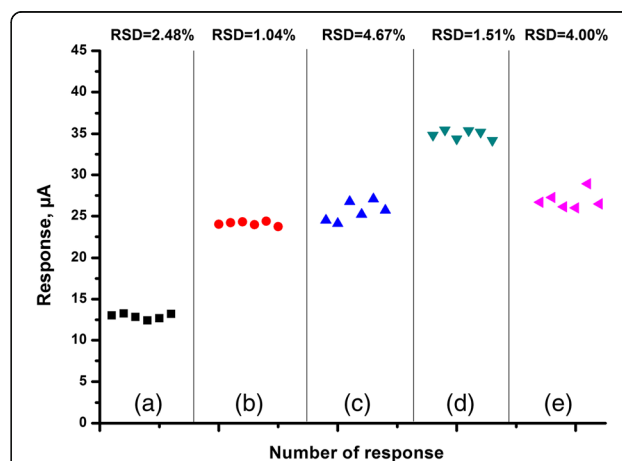 RSD=2.48% RSD=1.04% RSD=4.67% RSD=1.51% RSD=4.00%
45
40
35
30
25
20
15
10
5
0
Response, µA
(a) (b) (c) (d) (e)
Number of response